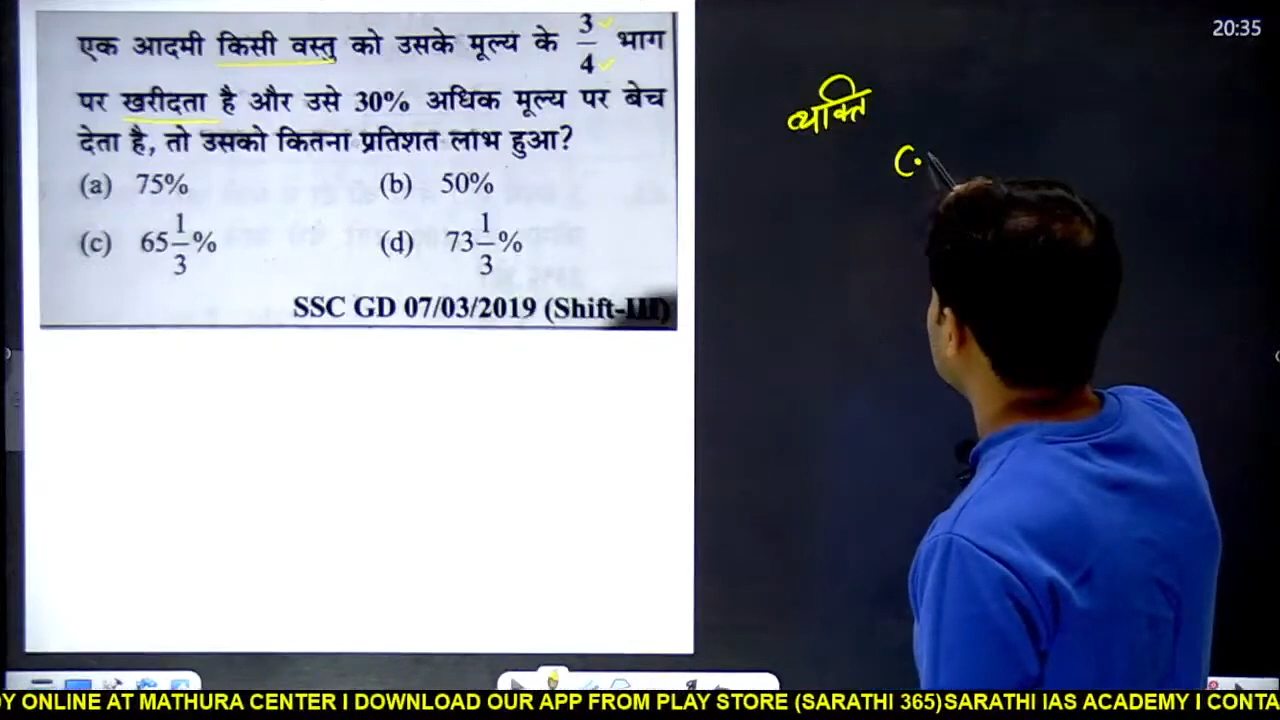 20:35
एक आदमी किसी वस्तु को उसके मूल्य के 3/4 भाग
पर खरीदता है और उसे 30% अधिक मूल्य पर बेच
देता है, तो उसको कितना प्रतिशत लाभ हुआ?
(a) 75% (b) 50%
(c) 65 1/3% (d) 73 1/3%
SSC GD 07/03/2019 (Shift-III)
व्यक्ति
C.
DY ONLINE AT MATHURA CENTER I DOWNLOAD OUR APP FROM PLAY STORE (SARATHI 365)SARATHI IAS ACADEMY I CONTA